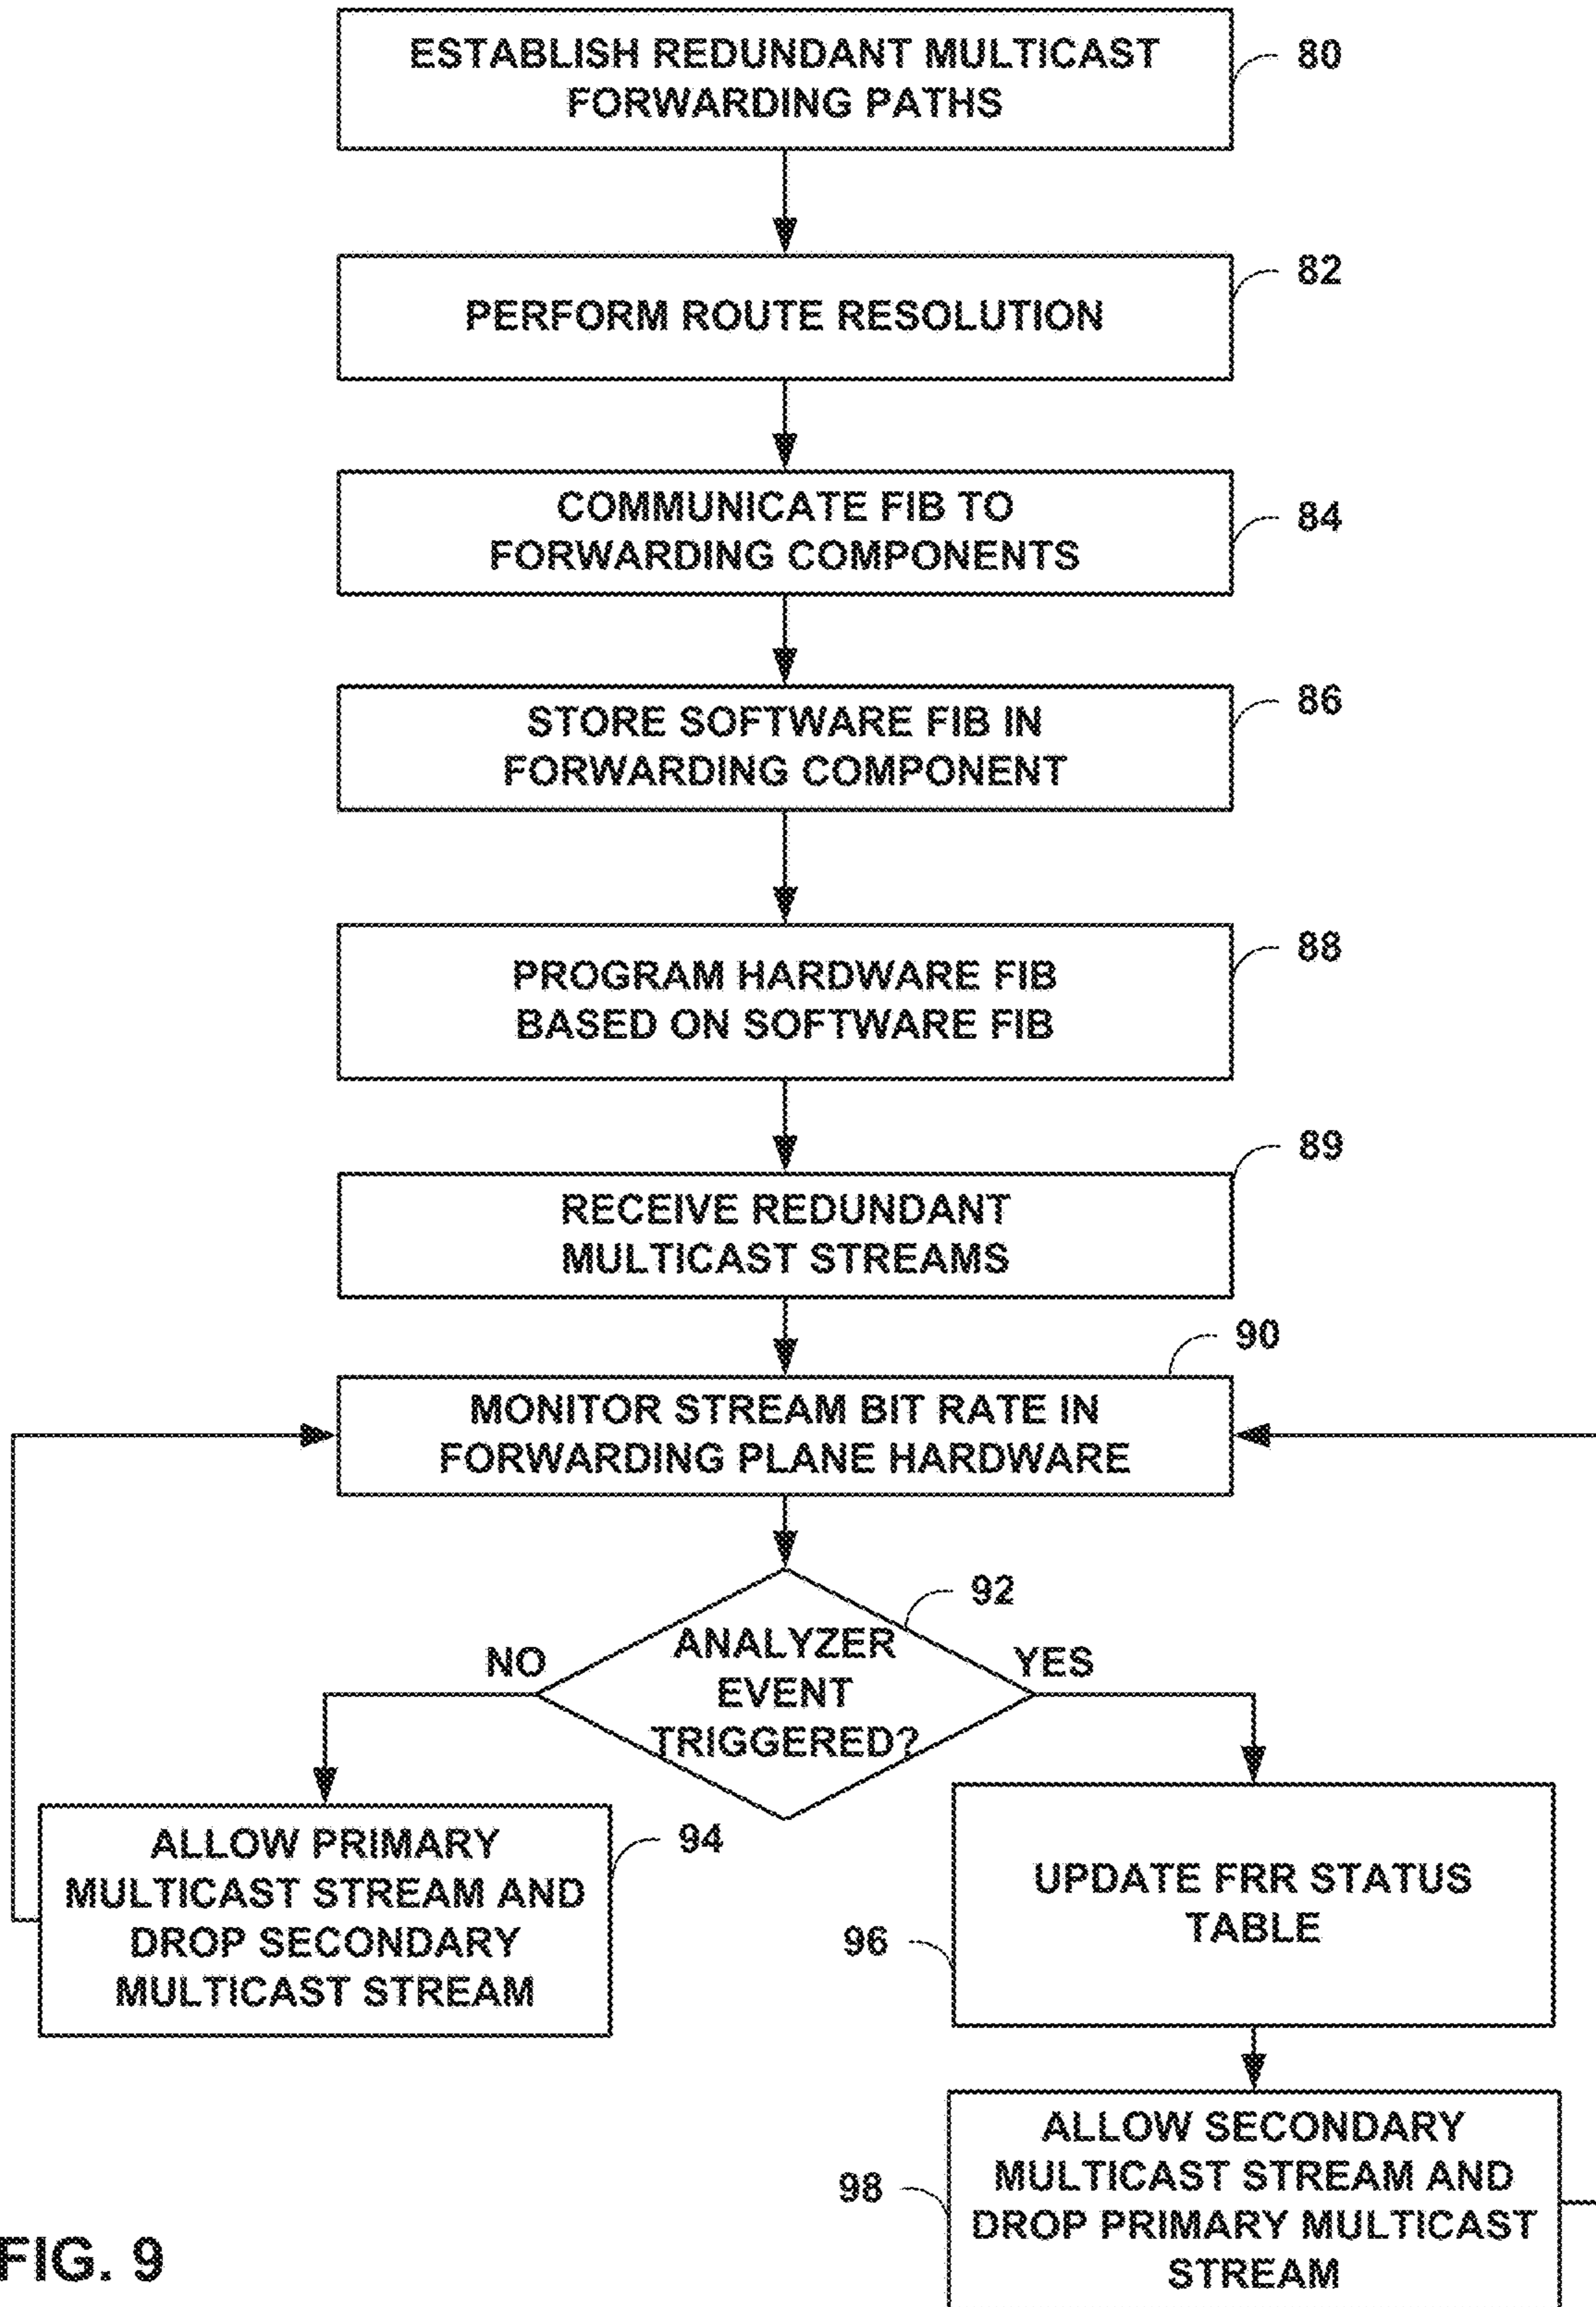 ESTABLISH REDUNDANT MULTICAST
FORWARDING PATHS
80
PERFORM ROUTE RESOLUTION
82
COMMUNICATE FIB TO
FORWARDING COMPONENTS
84
STORE SOFTWARE FIB IN
FORWARDING COMPONENT
86
PROGRAM HARDWARE FIB
BASED ON SOFTWARE FIB
88
RECEIVE REDUNDANT
MULTICAST STREAMS
89
MONITOR STREAM BIT RATE IN
FORWARDING PLANE HARDWARE
90
ANALYZER
EVENT
TRIGGERED?
92
NO
YES
ALLOW PRIMARY
MULTICAST STREAM AND
DROP SECONDARY
MULTICAST STREAM
94
UPDATE FRR STATUS
TABLE
96
ALLOW SECONDARY
MULTICAST STREAM AND
DROP PRIMARY MULTICAST
STREAM
98
FIG. 9